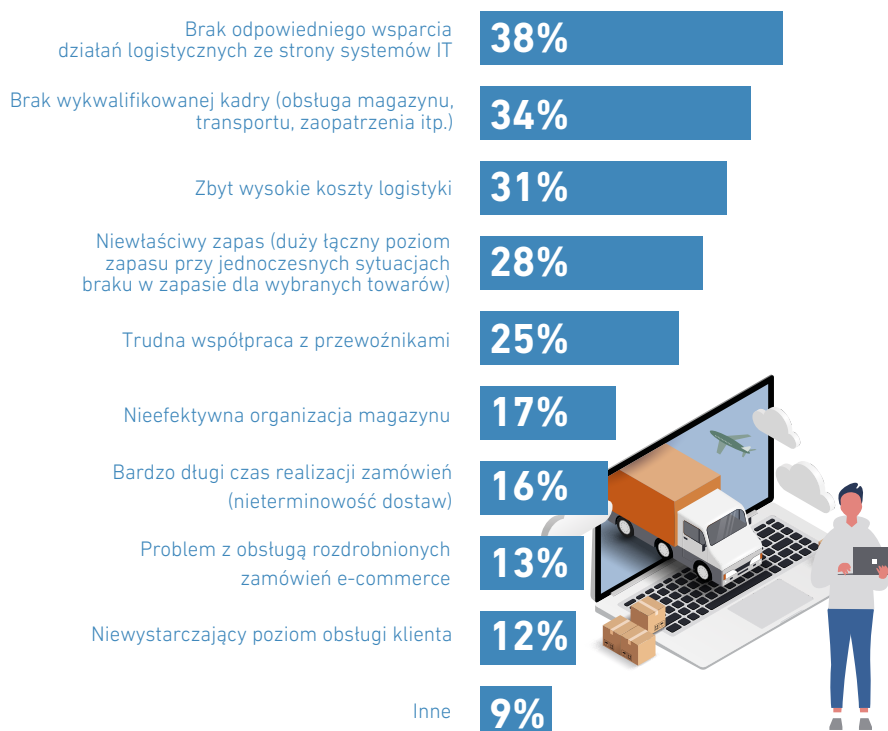 Brak odpowiedniego wsparcia
działań logistycznych ze strony systemów IT
38%
Brak wykwalifikowanej kadry (obsługa magazynu,
transportu, zaopatrzenia itp.)
34%
Zbyt wysokie koszty logistyki
31%
Niewłaściwy zapas (duży łączny poziom
zapasu przy jednoczesnych sytuacjach
braku w zapasie dla wybranych towarów)
28%
Trudna współpraca z przewoźnikami
25%
Nieefektywna organizacja magazynu
17%
Bardzo długi czas realizacji zamówień
(nieterminowość dostaw)
16%
Problem z obsługą rozdrobnionych
zamówień e-commerce
13%
Niewystarczający poziom obsługi klienta
12%
Inne
9%